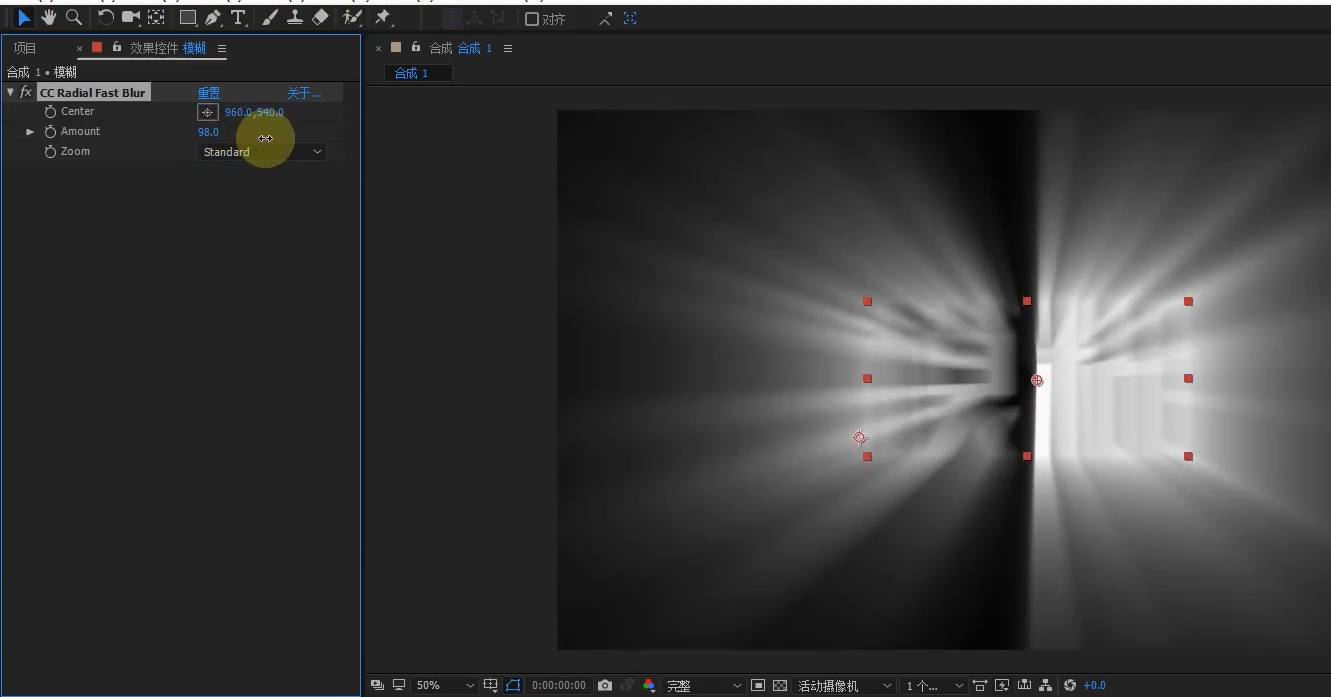 对齐
项目
× 效果控件 模糊
合成 1 • 模糊
fx CC Radial Fast Blur 重置 关于...
Center 960.0,540.0
Amount 98.0
Zoom Standard
× 合成 合成 1
合成 1
50% 0:00:00:00 完整 活动摄像机 1 个... +0.0